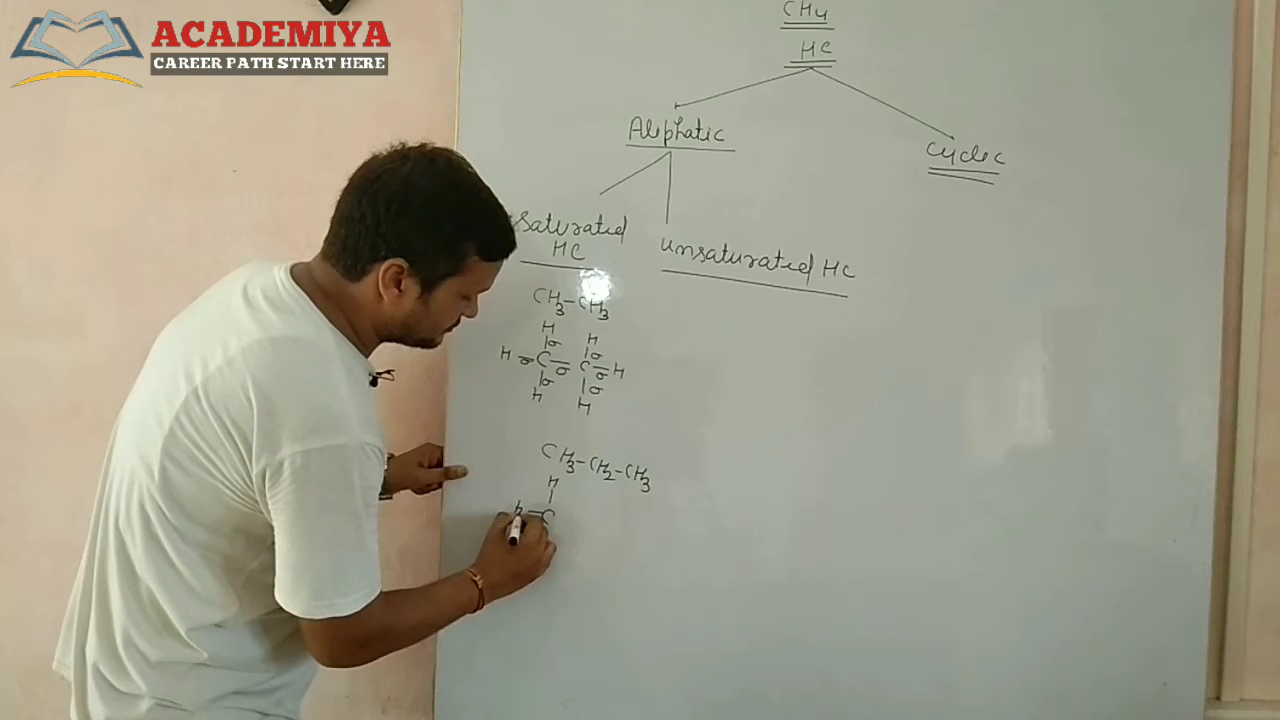 ACADEMIYA
CAREER PATH START HERE
CH4
HC
Aliphatic
Cyclic
Saturated
HC
Unsaturated HC
CH3-CH3
H H
σ σ
H-σ C-σ C-σ H
σ σ
H H
CH3-CH2-CH3
H
H-C